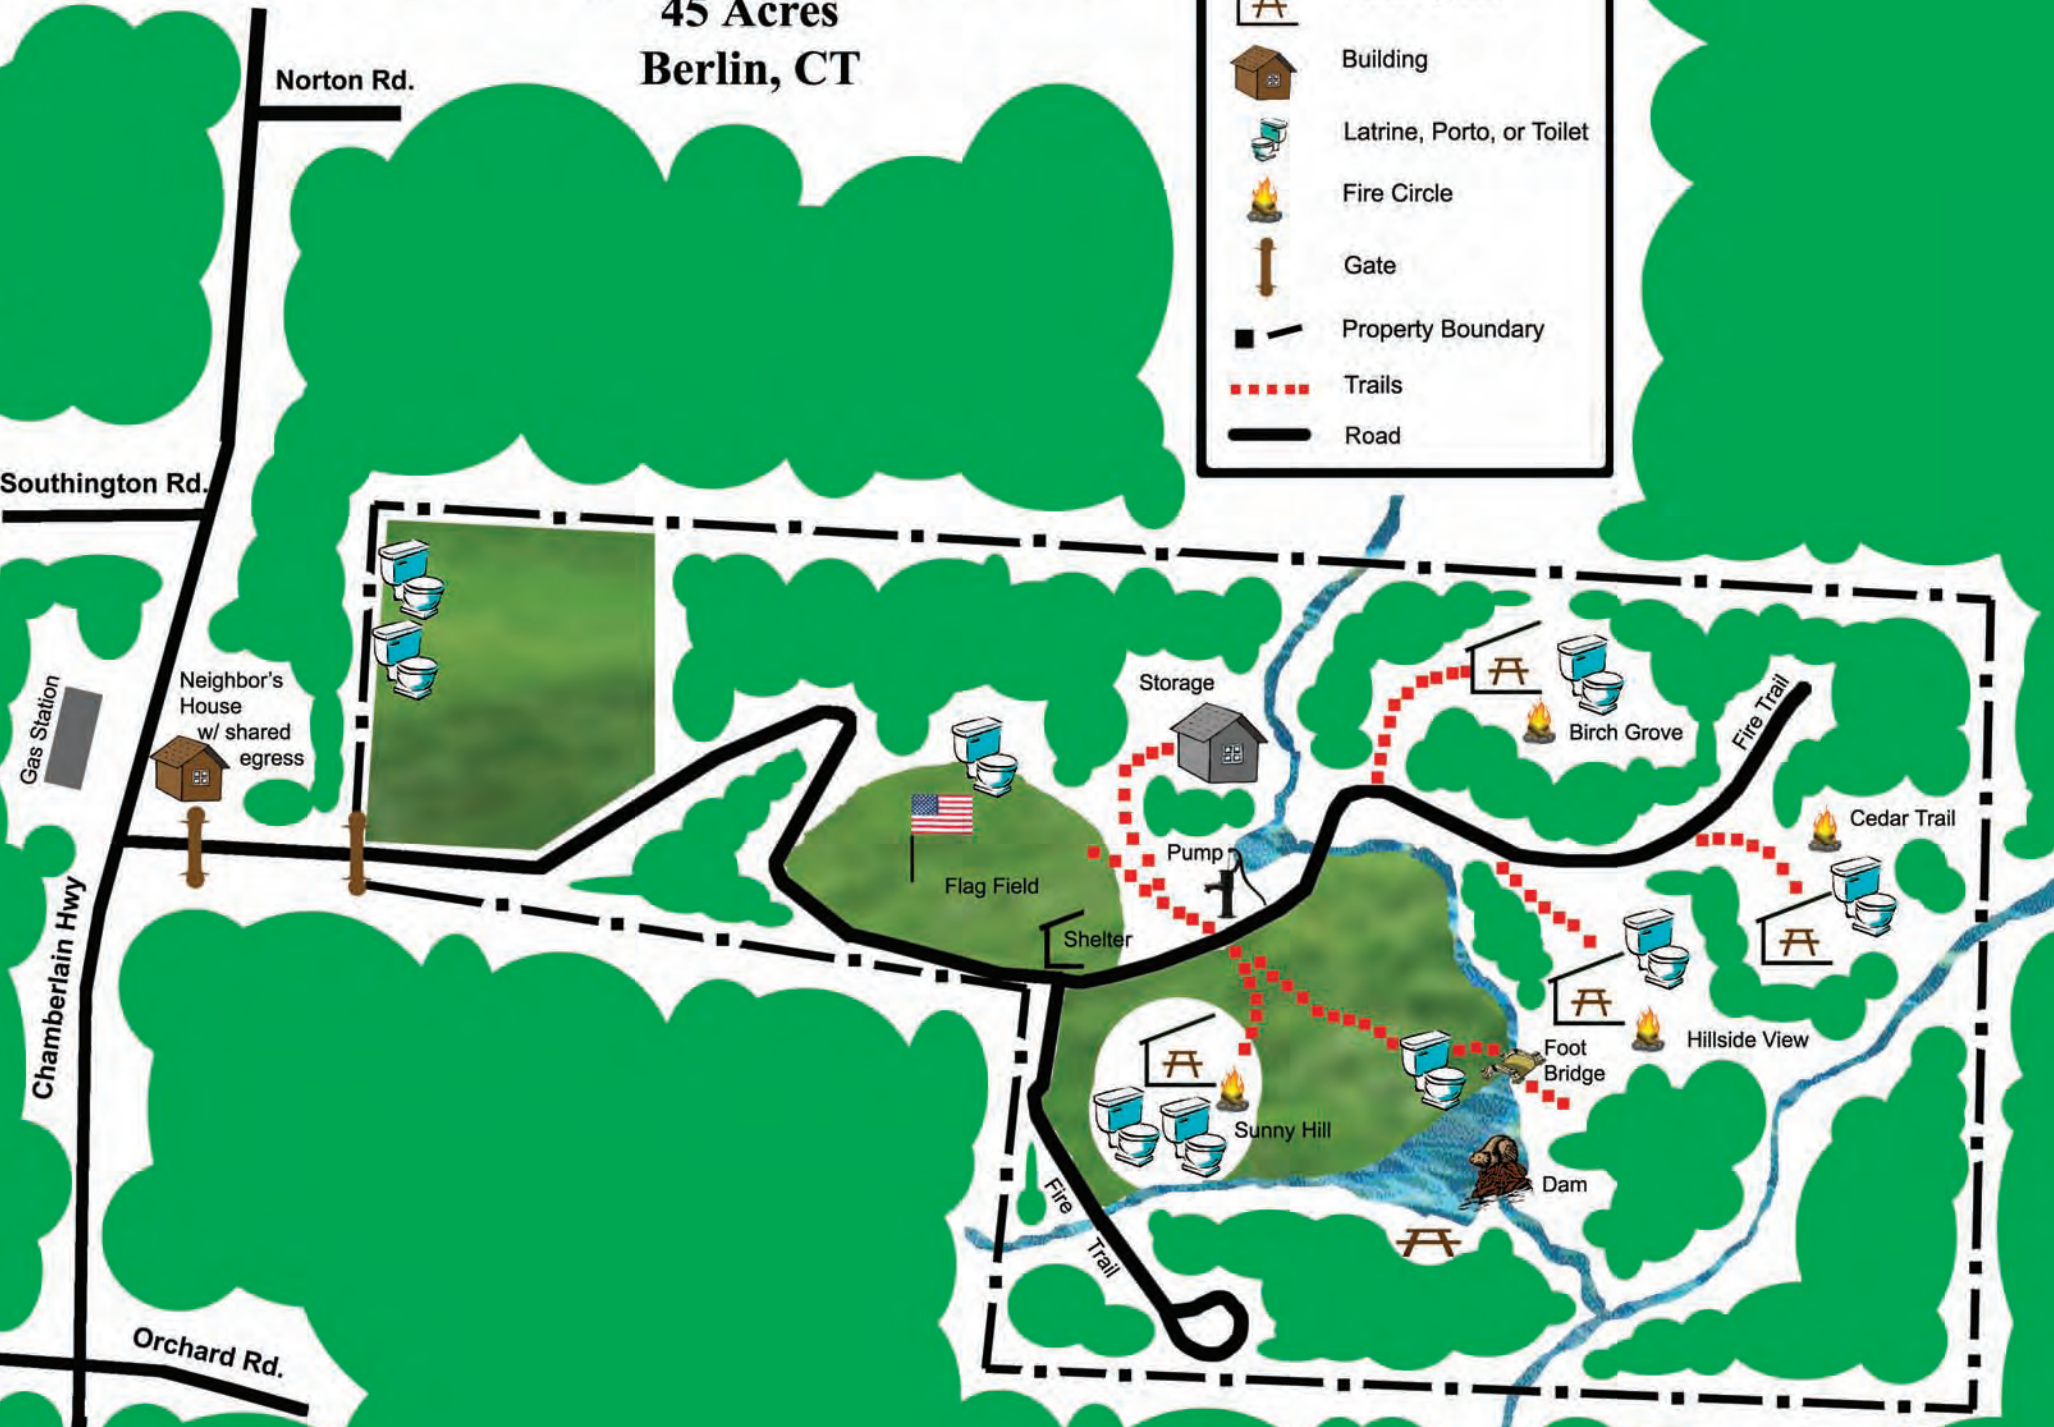 45 Acres
Berlin, CT
Building
Latrine, Porto, or Toilet
Fire Circle
Gate
Property Boundary
Trails
Road
Norton Rd.
Southington Rd.
Gas Station
Neighbor's
House
w/ shared
egress
Chamberlain Hwy
Orchard Rd.
Storage
Pump
Flag Field
Shelter
Birch Grove
Fire Trail
Cedar Trail
Hillside View
Foot
Bridge
Sunny Hill
Dam
Fire
Trail